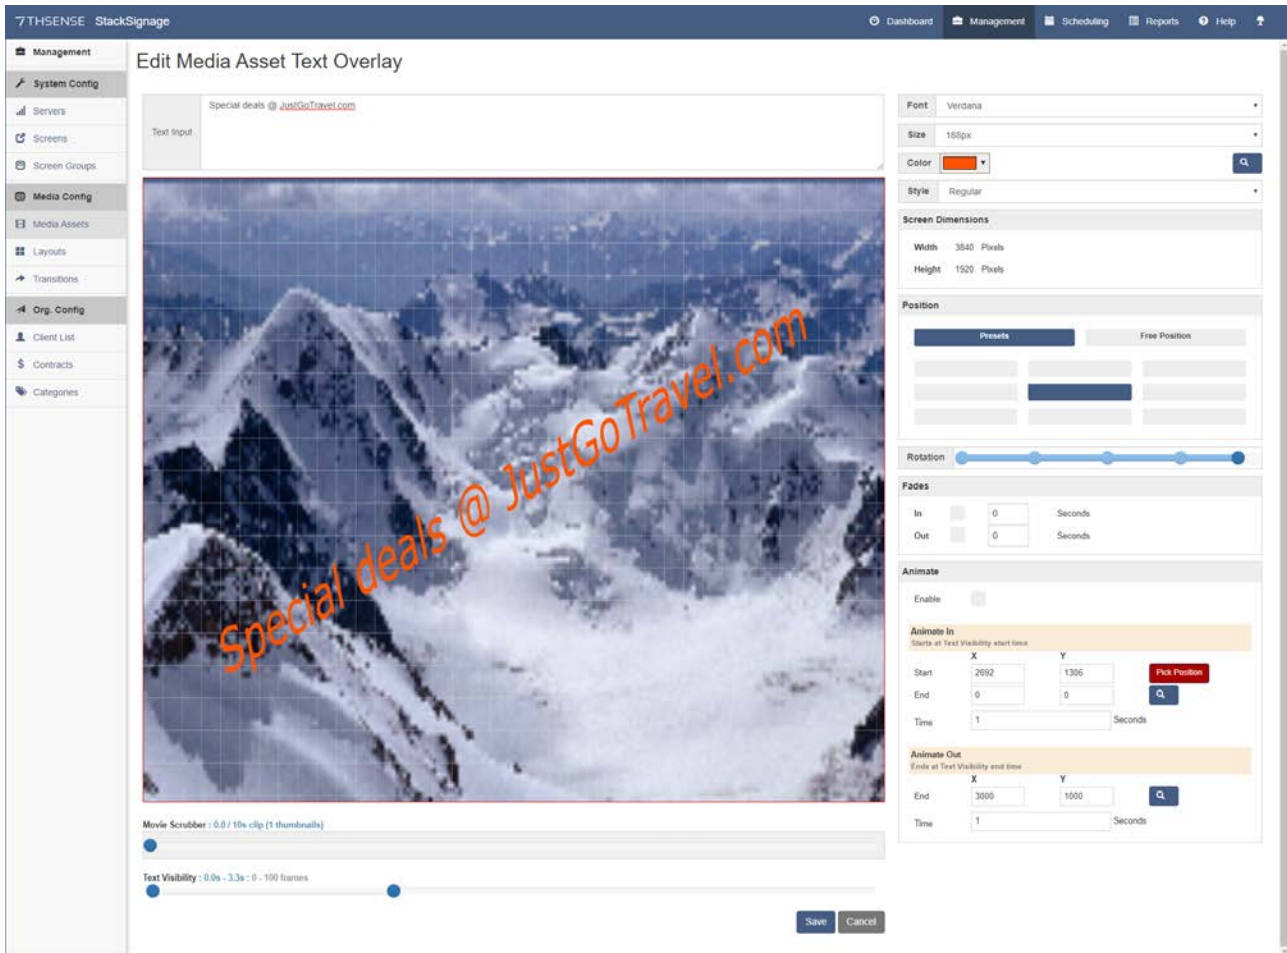 7THSENSE StackSignage
Dashboard Management Scheduling Reports Help
Management
System Config
Servers
Screens
Screen Groups
Media Config
Media Assets
Layouts
Transitions
Org. Config
Client List
Contracts
Categories
Edit Media Asset Text Overlay
Text Input
Special deals @ JustGoTravel.com
Special deals @ JustGoTravel.com
Movie Scrubber : 0.0 / 10s clip (1 thumbnails)
Text Visibility : 0.0s - 3.3s : 0 - 100 frames
Save Cancel
Font Verdana
Size 188px
Color
Style Regular
Screen Dimensions
Width 3840 Pixels
Height 1920 Pixels
Position
Presets Free Position
Rotation
Fades
In 0 Seconds
Out 0 Seconds
Animate
Enable
Animate In
Starts at Text Visibility start time
X Y
Start 2692 1306 Pick Position
End 0 0
Time 1 Seconds
Animate Out
Ends at Text Visibility end time
X Y
End 3000 1000
Time 1 Seconds